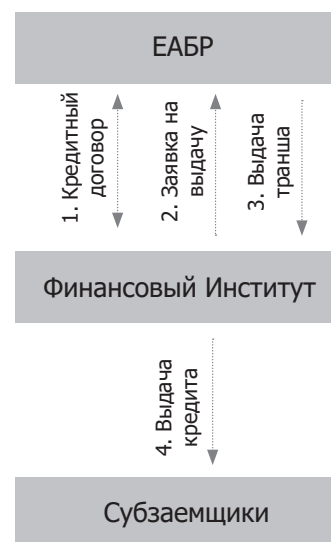 ЕАБР
1. Кредитный
договор
2. Заявка на
выдачу
3. Выдача
транша
Финансовый Институт
4. Выдача
кредита
Субзаемщики